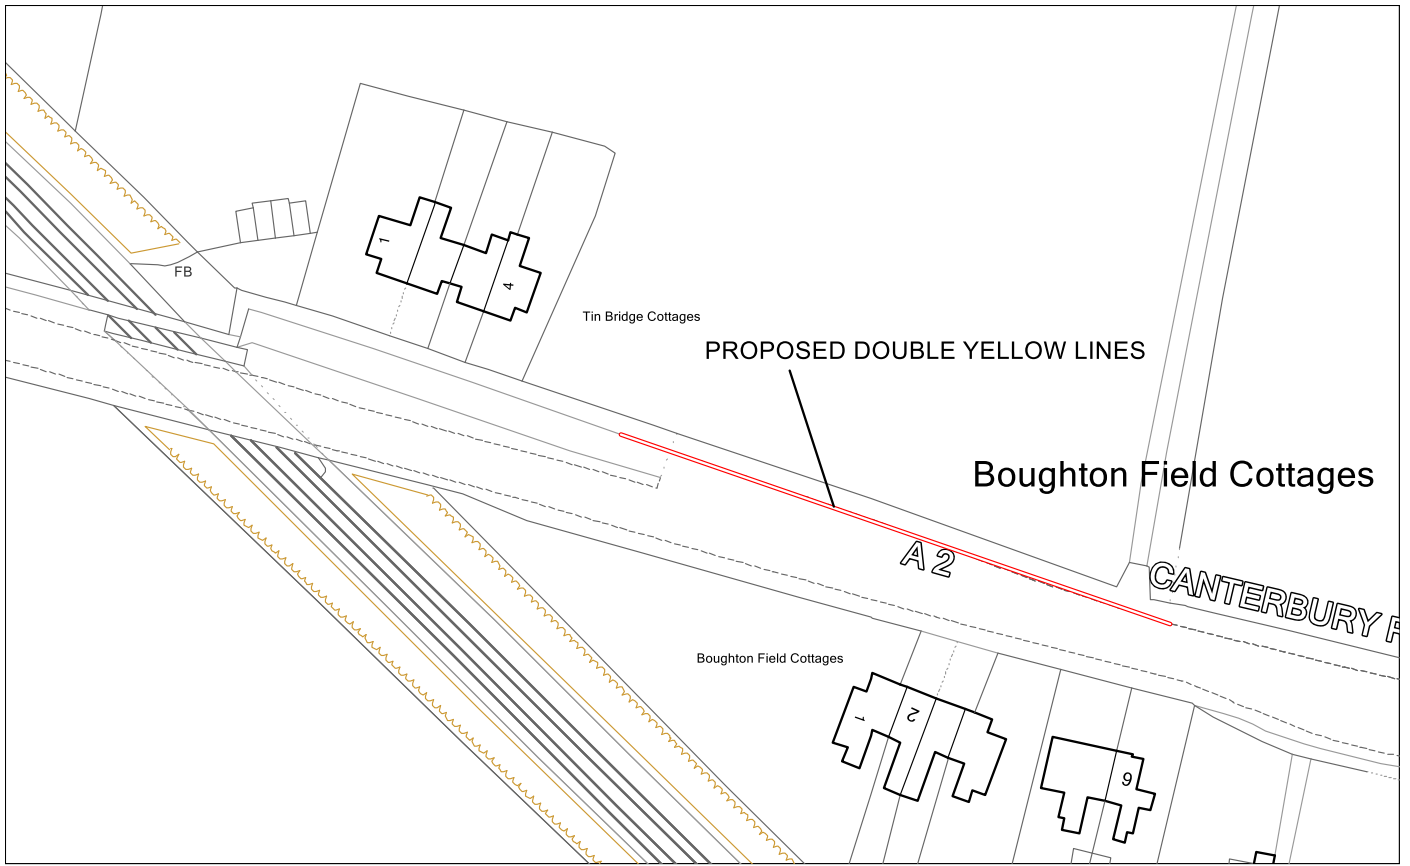 FB
1
4
Tin Bridge Cottages
PROPOSED DOUBLE YELLOW LINES
Boughton Field Cottages
A 2
CANTERBURY
Boughton Field Cottages
1
2
6